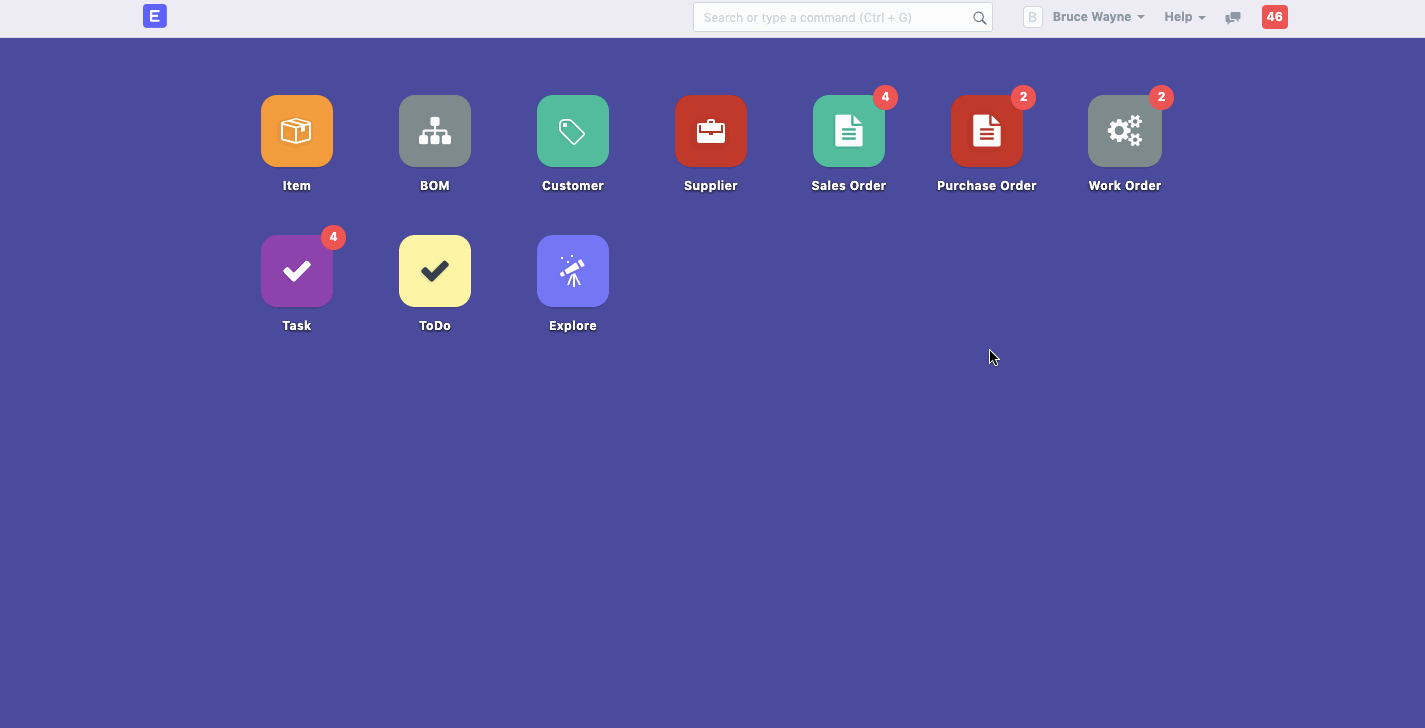 E
Search or type a command (Ctrl + G)
B
Bruce Wayne
Help
46
4
2
2
Item
BOM
Customer
Supplier
Sales Order
Purchase Order
Work Order
4
Task
ToDo
Explore